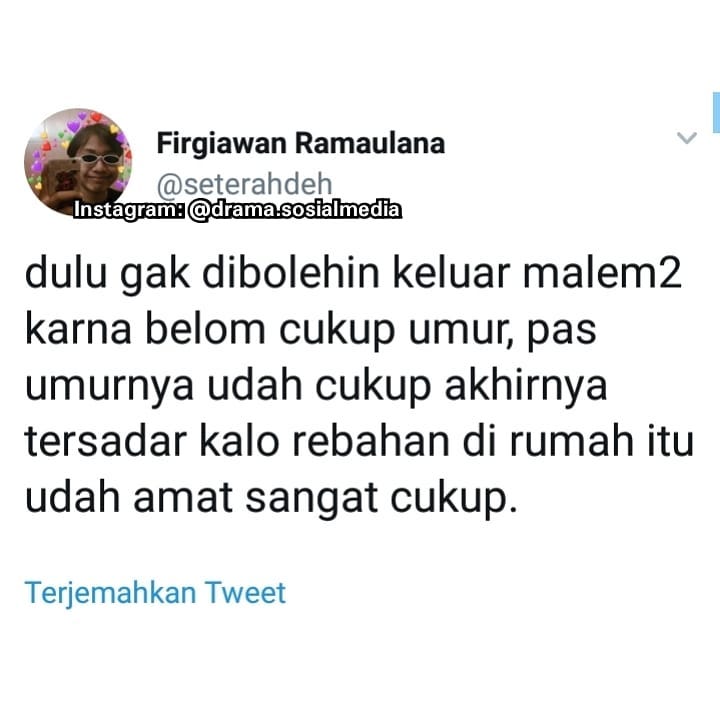 Firgiawan Ramaulana
@seterahdeh
Instagram: @drama.sosialmedia
dulu gak dibolehin keluar malem2
karna belom cukup umur, pas
umurnya udah cukup akhirnya
tersadar kalo rebahan di rumah itu
udah amat sangat cukup.
Terjemahkan Tweet